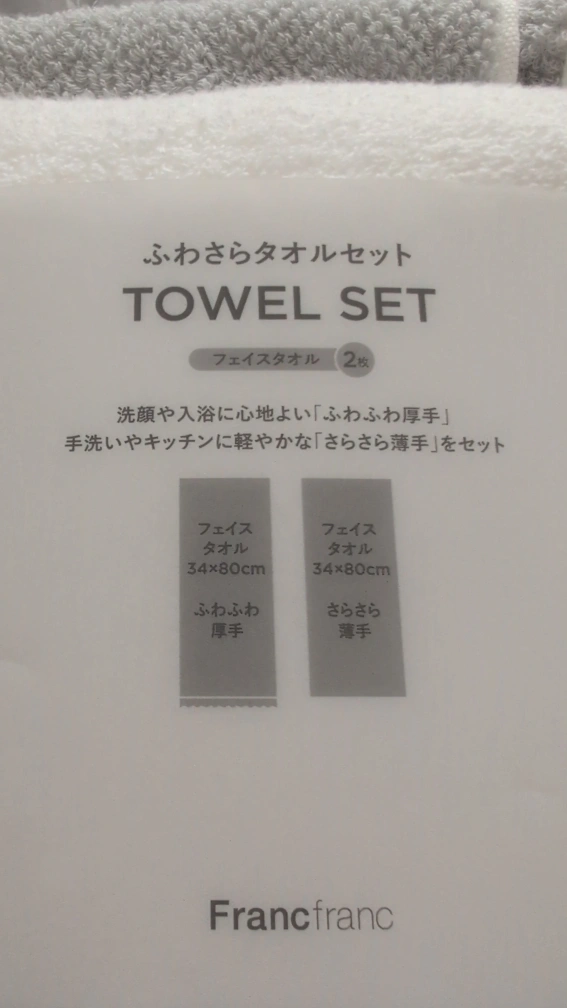 ふわさらタオルセット
TOWEL SET
フェイスタオル 2枚
洗顔や入浴に心地よい「ふわふわ厚手」
手洗いやキッチンに軽やかな「さらさら薄手」をセット
フェイス
タオル
34×80cm
ふわふわ
厚手
フェイス
タオル
34×80cm
さらさら
薄手
Francfranc